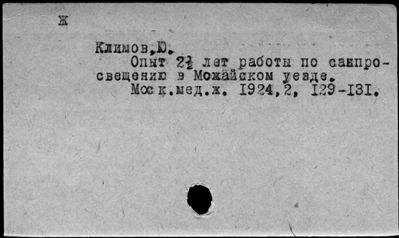 Ж
Климов,Ю.
Опыт 2½ лет работы по санпро-
свещению в Можайском уезде.
Моск.мед.ж. 1924,2, 129-131.